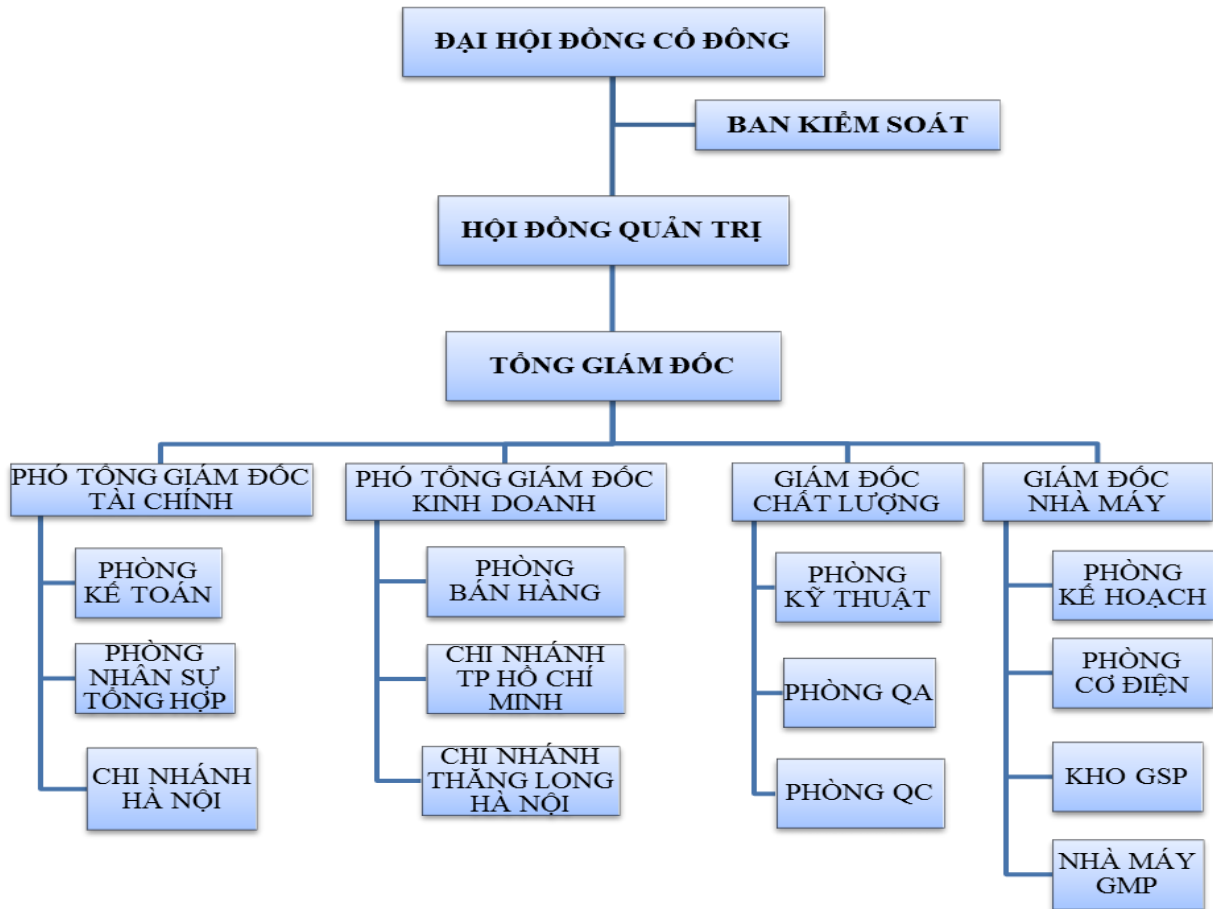 ĐẠI HỘI ĐỒNG CỔ ĐÔNG
BAN KIỂM SOÁT
HỘI ĐỒNG QUẢN TRỊ
TỔNG GIÁM ĐỐC
PHÓ TỔNG GIÁM ĐỐC
TÀI CHÍNH
PHÒNG
KẾ TOÁN
PHÒNG
NHÂN SỰ
TỔNG HỢP
CHI NHÁNH
HÀ NỘI
PHÓ TỔNG GIÁM ĐỐC
KINH DOANH
PHÒNG
BÁN HÀNG
CHI NHÁNH
TP HỒ CHÍ
MINH
CHI NHÁNH
THĂNG LONG
HÀ NỘI
GIÁM ĐỐC
CHẤT LƯỢNG
PHÒNG
KỸ THUẬT
PHÒNG QA
PHÒNG QC
GIÁM ĐỐC
NHÀ MÁY
PHÒNG
KẾ HOẠCH
PHÒNG
CƠ ĐIỆN
KHO GSP
NHÀ MÁY
GMP